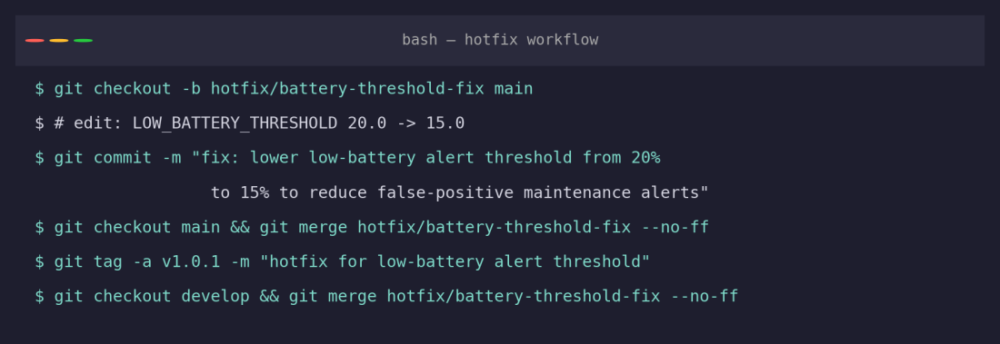 bash — hotfix workflow
$ git checkout -b hotfix/battery-threshold-fix main
$ # edit: LOW_BATTERY_THRESHOLD 20.0 -> 15.0
$ git commit -m "fix: lower low-battery alert threshold from 20%
to 15% to reduce false-positive maintenance alerts"
$ git checkout main && git merge hotfix/battery-threshold-fix --no-ff
$ git tag -a v1.0.1 -m "hotfix for low-battery alert threshold"
$ git checkout develop && git merge hotfix/battery-threshold-fix --no-ff